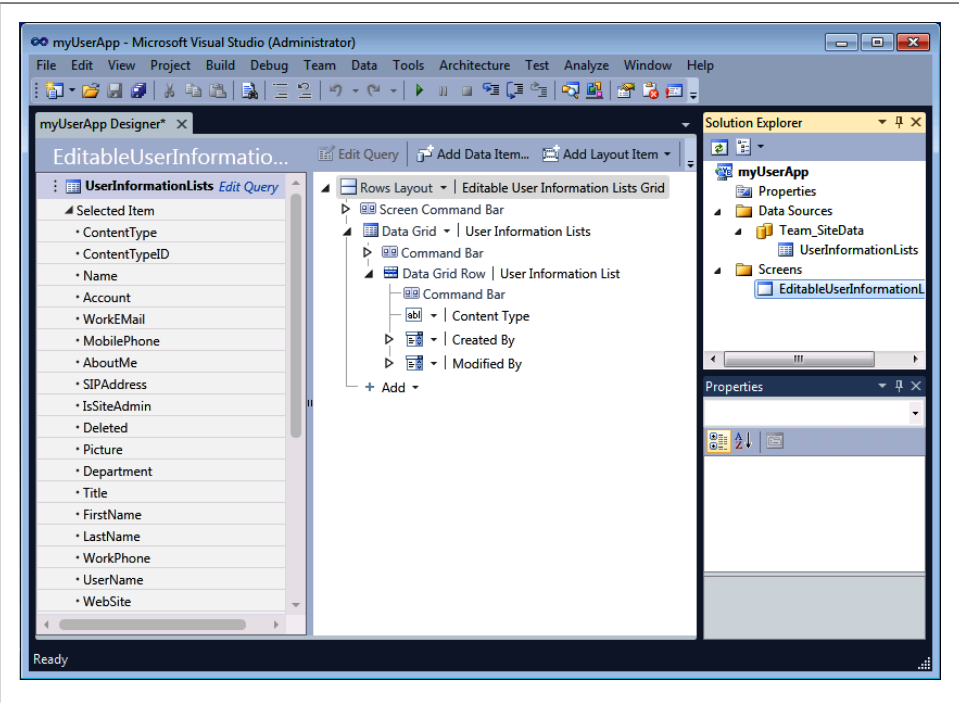 myUserApp - Microsoft Visual Studio (Administrator)
File Edit View Project Build Debug Team Data Tools Architecture Test Analyze Window Help
myUserApp Designer*
EditableUserInformatio...
Edit Query Add Data Item... Add Layout Item
UserInformationLists Edit Query
Selected Item
ContentType
ContentTypeID
Name
Account
WorkEMail
MobilePhone
AboutMe
SIPAddress
IsSiteAdmin
Deleted
Picture
Department
Title
FirstName
LastName
WorkPhone
UserName
WebSite
Rows Layout | Editable User Information Lists Grid
Screen Command Bar
Data Grid | User Information Lists
Command Bar
Data Grid Row | User Information List
Command Bar
abl | Content Type
Created By
Modified By
+ Add
Solution Explorer
myUserApp
Properties
Data Sources
Team_SiteData
UserInformationLists
Screens
EditableUserInformationL
Properties
Ready